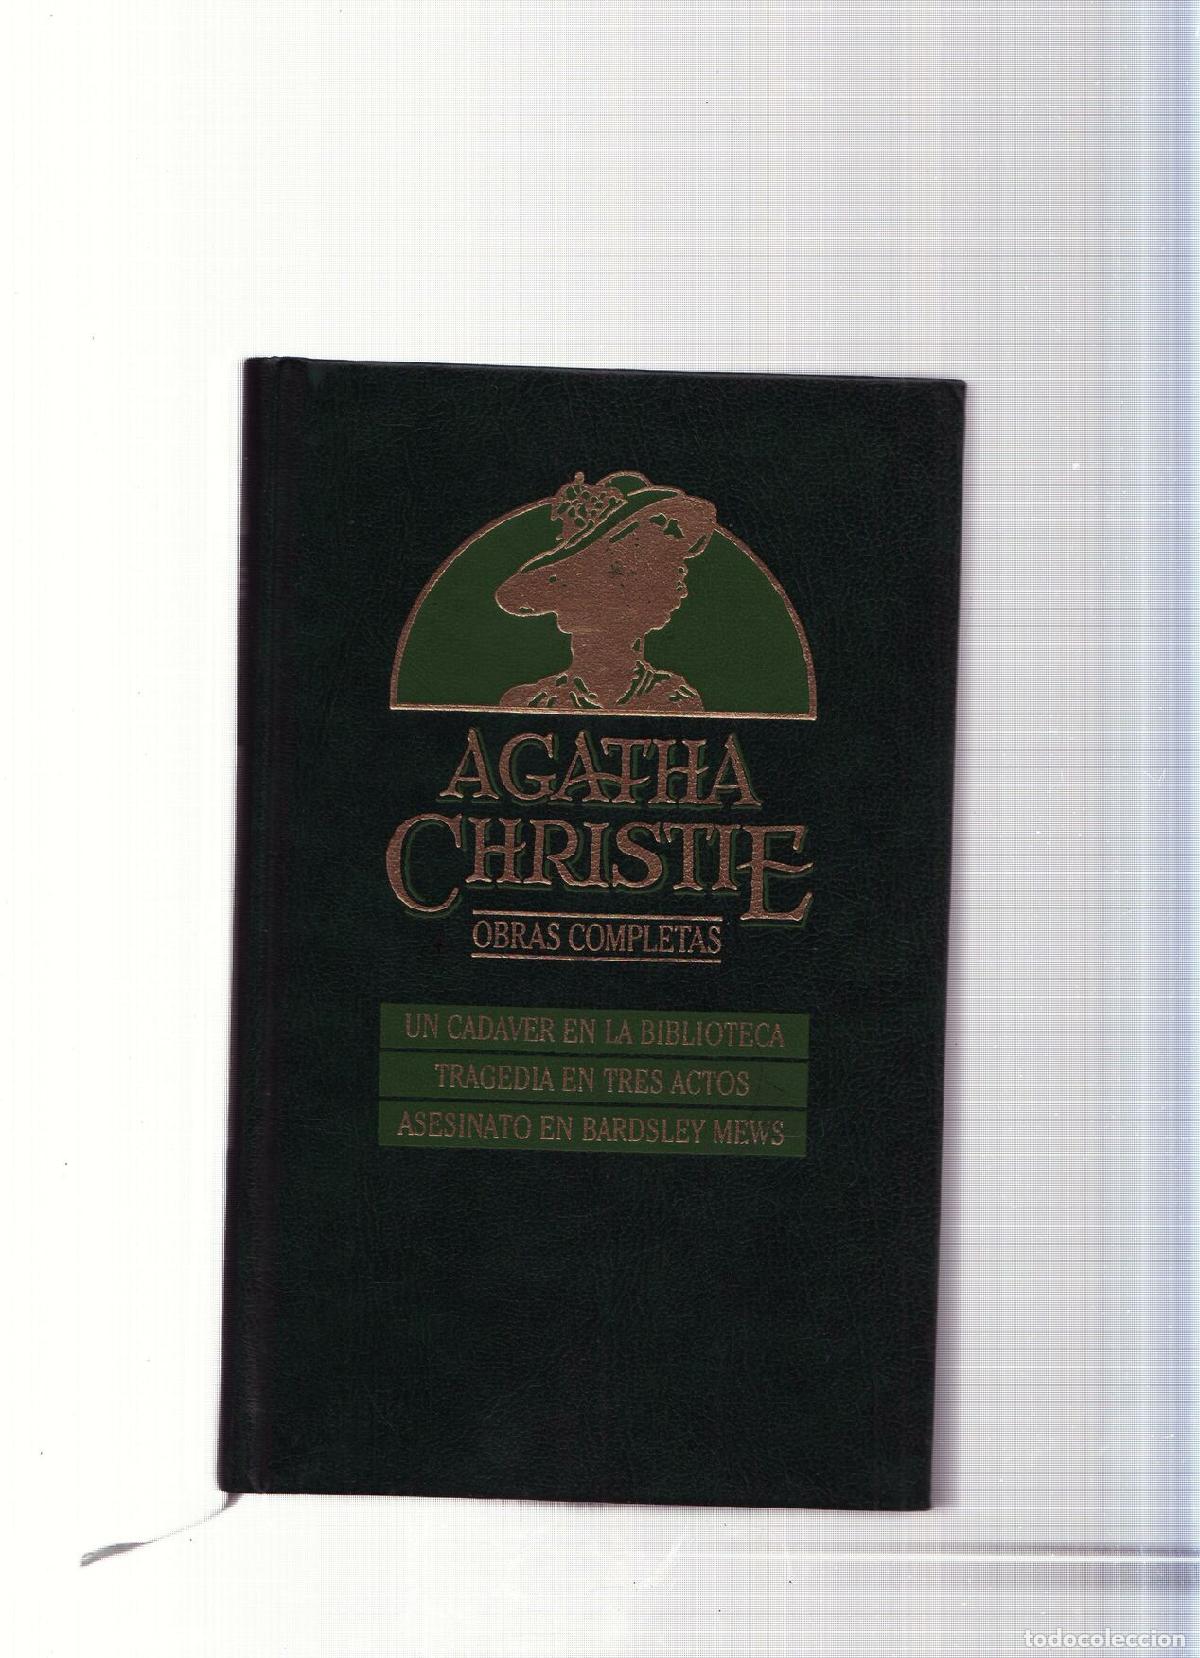 AGATHA
CHRISTIE
OBRAS COMPLETAS
UN CADAVER EN LA BIBLIOTECA
TRAGEDIA EN TRES ACTOS
ASESINATO EN BARDSLEY MEWS
todocoleccion